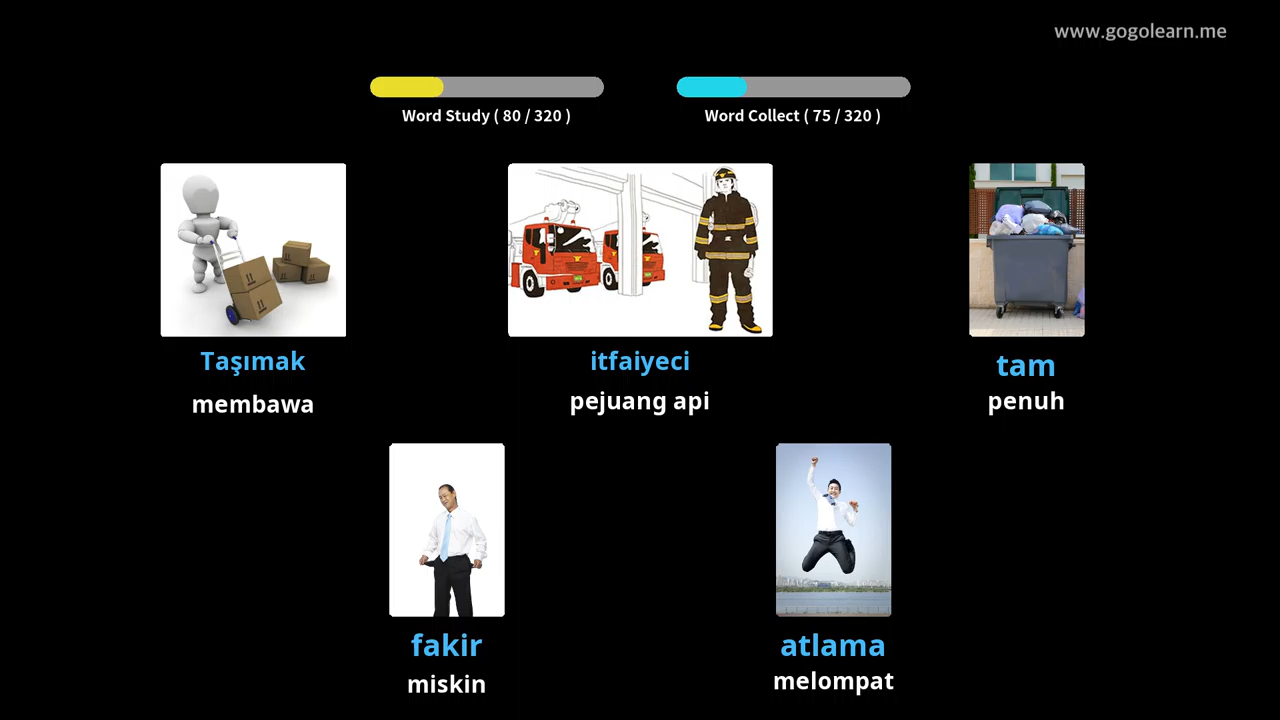 www.gogolearn.me
Word Study ( 80 / 320 )
Word Collect ( 75 / 320 )
Taşımak
membawa
itfaiyeci
pejuang api
tam
penuh
fakir
miskin
atlama
melompat